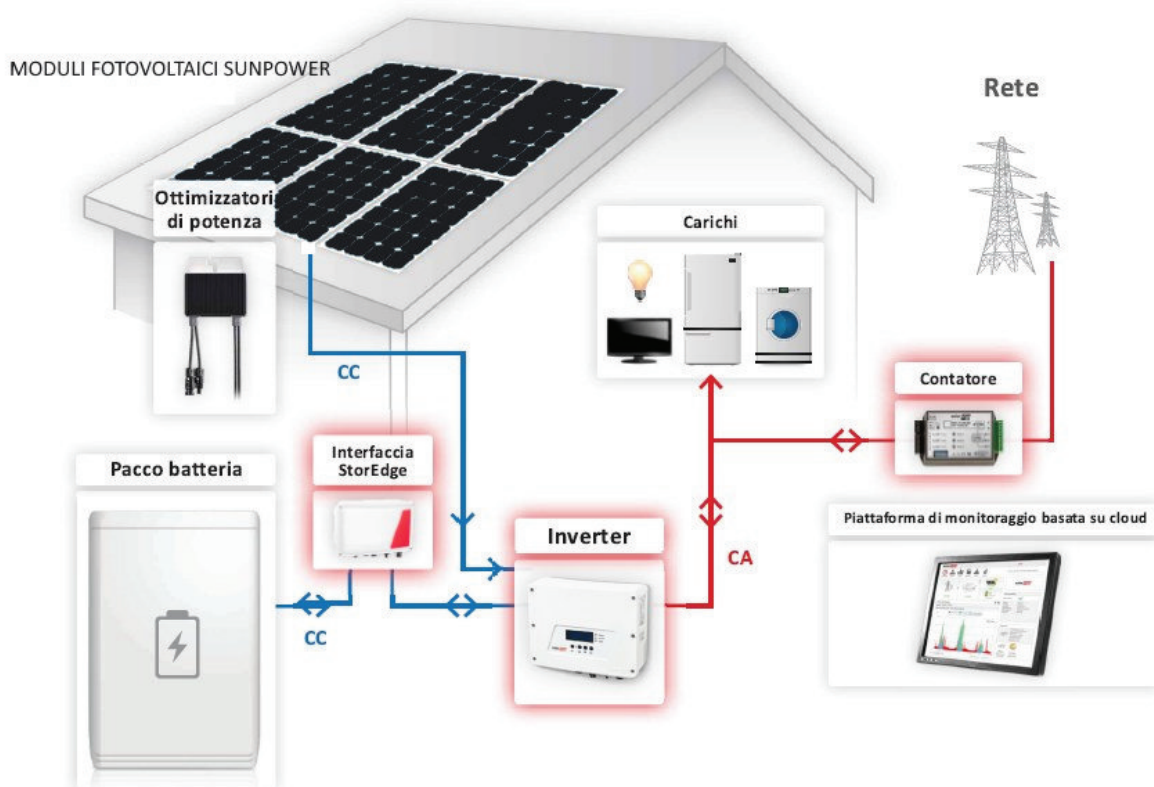 MODULI FOTOVOLTAICI SUNPOWER
Rete
Ottimizzatori
di potenza
Carichi
CC
Contatore
Pacco batteria
Interfaccia
StorEdge
Inverter
Piattaforma di monitoraggio basata su cloud
CA
CC